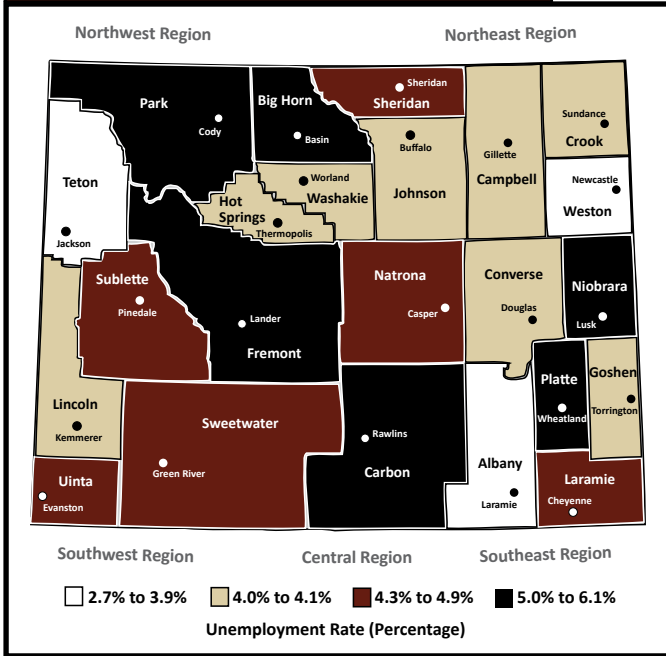 Northwest Region
Northeast Region
Park
Cody
Big Horn
Basin
Sheridan
Sheridan
Sundance
Crook
Buffalo
Gillette
Johnson
Campbell
Teton
Jackson
Worland
Washakie
Hot
Springs
Thermopolis
Newcastle
Weston
Sublette
Pinedale
Lander
Fremont
Natrona
Casper
Converse
Douglas
Niobrara
Lusk
Lincoln
Kemmerer
Sweetwater
Green River
Rawlins
Carbon
Albany
Laramie
Platte
Wheatland
Goshen
Torrington
Uinta
Evanston
Laramie
Cheyenne
Southwest Region
Central Region
Southeast Region
2.7% to 3.9% 4.0% to 4.1% 4.3% to 4.9% 5.0% to 6.1%
Unemployment Rate (Percentage)